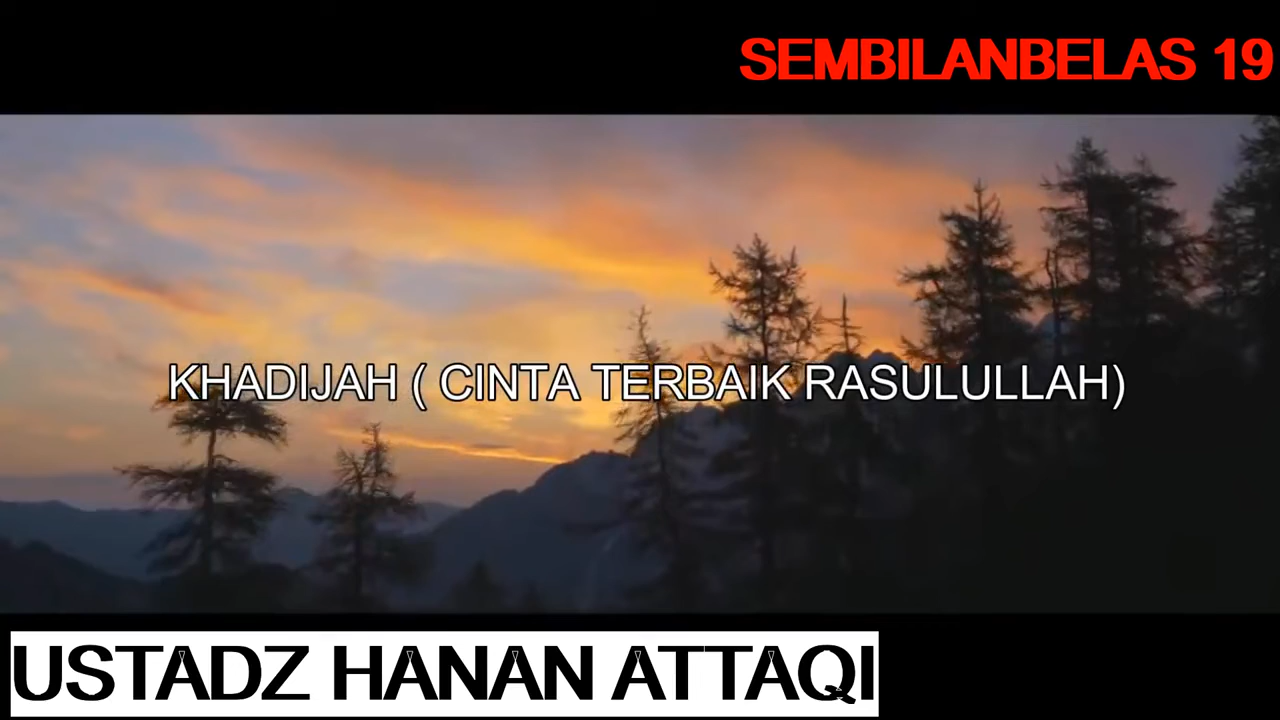 SEMBILANBELAS 19
KHADIJAH ( CINTA TERBAIK RASULULLAH)
USTADZ HANAN ATTAQI